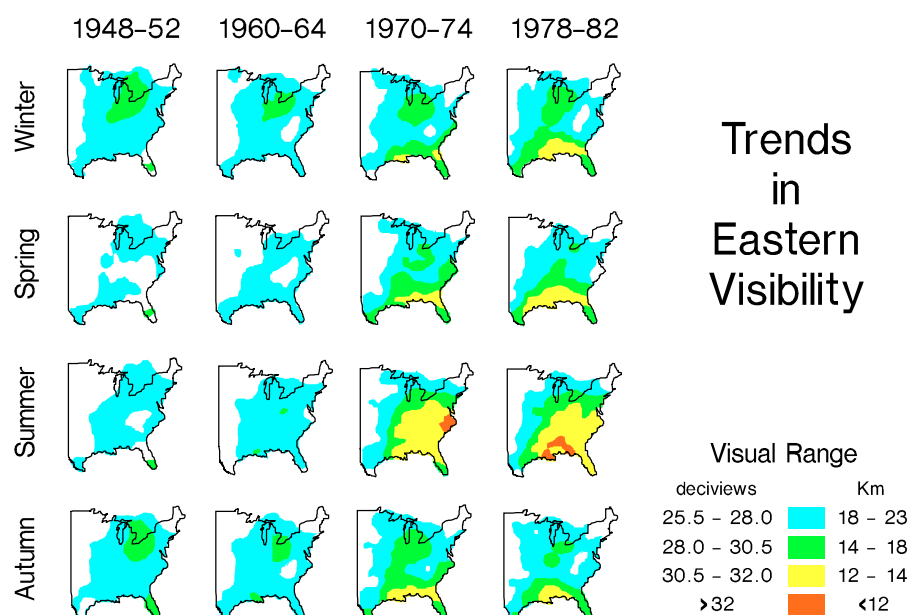 1948–52 1960–64 1970–74 1978–82
Winter
Spring
Summer
Autumn
Trends
in
Eastern
Visibility
Visual Range
deciviews Km
25.5 – 28.0 18 – 23
28.0 – 30.5 14 – 18
30.5 – 32.0 12 – 14
>32 <12